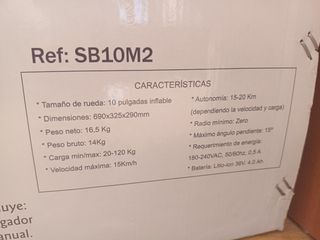 Ref: SB10M2
CARACTERÍSTICAS
* Tamaño de rueda: 10 pulgadas inflable
* Dimensiones: 690x325x290mm
* Peso neto: 16,5 Kg
* Peso bruto: 14Kg
* Carga min/max: 20-120 Kg
* Velocidad máxima: 15Km/h
* Autonomía: 15-20 Km
(dependiendo la velocidad y carga)
* Radio mínimo: Zero
* Máximo ángulo pendiente: 15º
* Requerimiento de energía:
180-240VAC, 50/60hz, 0,5 A
* Batería: Litio-ion 36V, 4.0 Ah.
luye:
gador
anual.